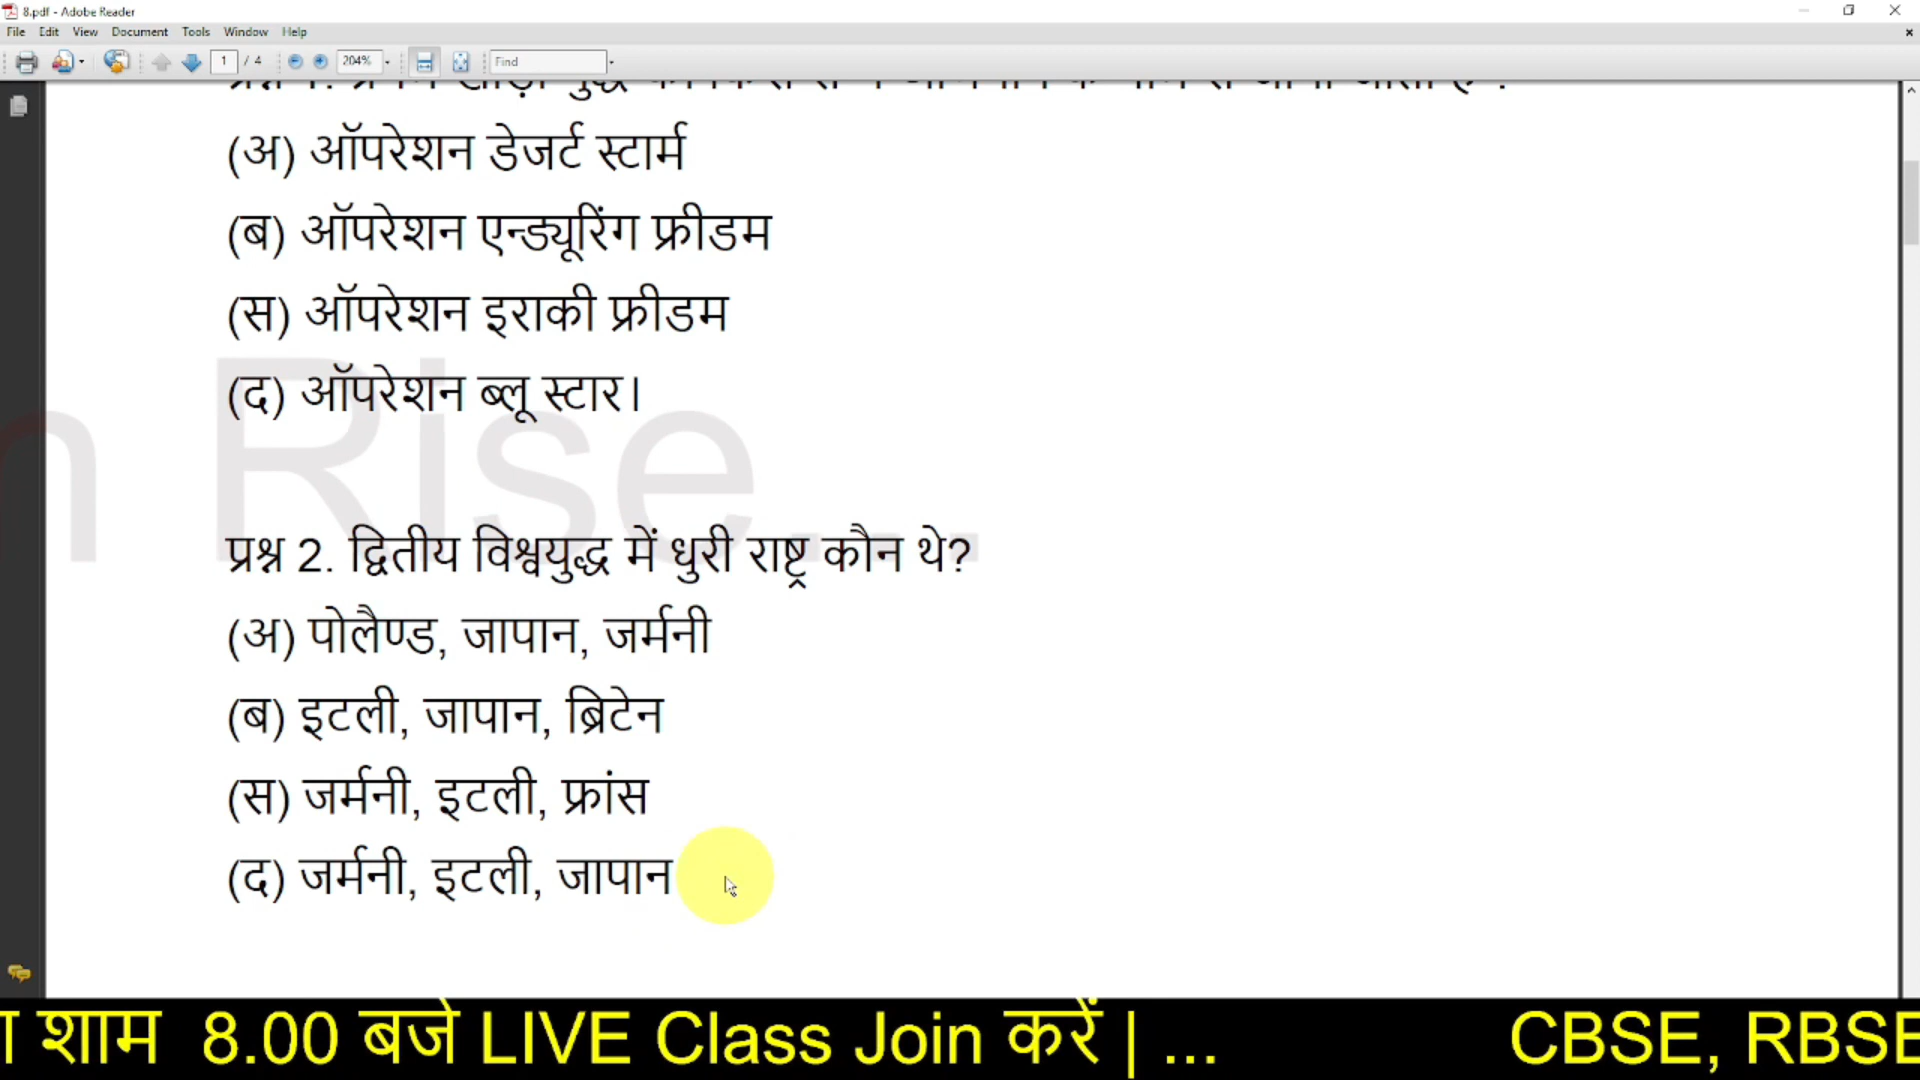 8.pdf - Adobe Reader
File Edit View Document Tools Window Help
1 / 4 204% Find
(अ) ऑपरेशन डेजर्ट स्टार्म
(ब) ऑपरेशन एन्ड्यूरिंग फ्रीडम
(स) ऑपरेशन इराकी फ्रीडम
(द) ऑपरेशन ब्लू स्टार।
n Rise...
प्रश्न 2. द्वितीय विश्वयुद्ध में धुरी राष्ट्र कौन थे?
(अ) पोलैण्ड, जापान, जर्मनी
(ब) इटली, जापान, ब्रिटेन
(स) जर्मनी, इटली, फ्रांस
(द) जर्मनी, इटली, जापान
शाम 8.00 बजे LIVE Class Join करें | ... CBSE, RBSE